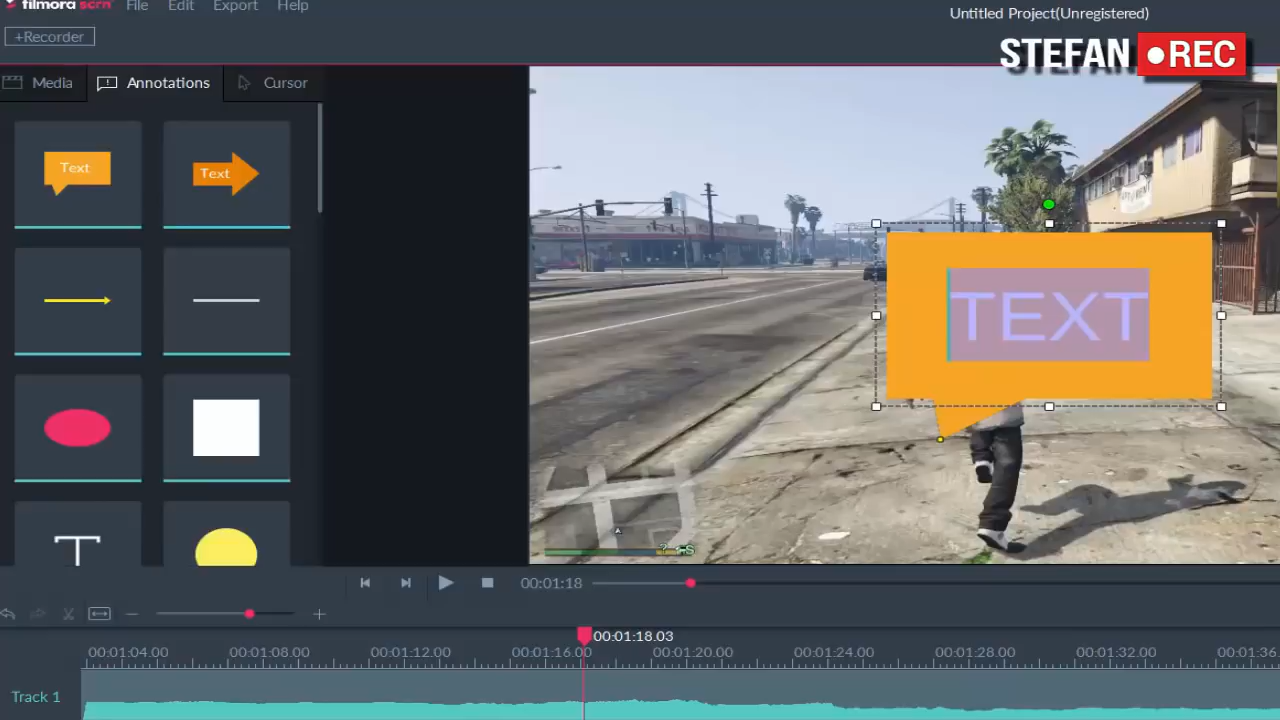 filmora scrn File Edit Export Help
Untitled Project(Unregistered)
+Recorder
STEFAN REC
Media Annotations Cursor
Text Text
TEXT
T
00:01:18
00:01:18.03
00:01:04.00 00:01:08.00 00:01:12.00 00:01:16.00 00:01:20.00 00:01:24.00 00:01:28.00 00:01:32.00 00:01:36.
Track 1